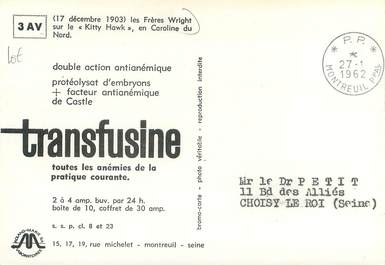 3 AV
(17 décembre 1903) les Frères Wright
sur le « Kitty Hawk », en Caroline du
Nord.
lot
double action antianémique
protéolysat d'embryons
+ facteur antianémique
de Castle
transfusine
toutes les anémies de la
pratique courante.
2 à 4 amp. buv. par 24 h.
boîte de 10, coffret de 30 amp.
s. s. p. cl. 8 et 23
15, 17, 19, rue michelet - montreuil - seine
bromo-carte - photo véritable - reproduction interdite
* P.P. *
27-1
1962
MONTREUIL PPAL
Mr le Dr PETIT
11 Bd des Alliés
CHOISY LE ROI (Seine)